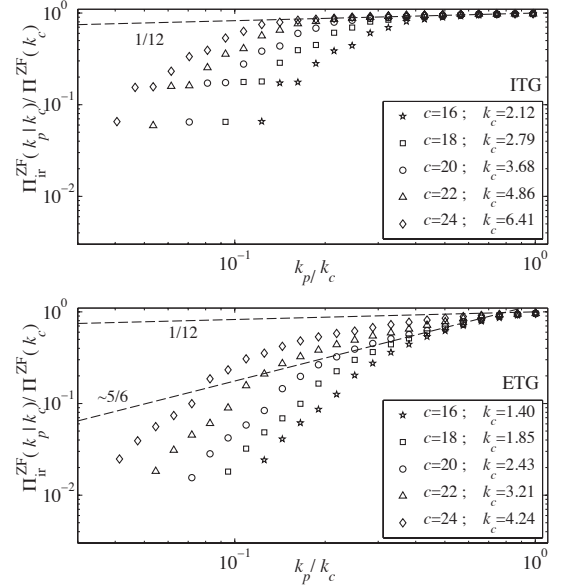 Π_ir^ZF(k_p|k_c)/ Π^ZF(k_c)
10^0
10^-1
10^-2
1/12
ITG
c=16 ; k_c=2.12
c=18 ; k_c=2.79
c=20 ; k_c=3.68
c=22 ; k_c=4.86
c=24 ; k_c=6.41
10^-1
10^0
k_p/ k_c
Π_ir^ZF(k_p|k_c)/ Π^ZF(k_c)
10^0
10^-1
10^-2
1/12
~5/6
ETG
c=16 ; k_c=1.40
c=18 ; k_c=1.85
c=20 ; k_c=2.43
c=22 ; k_c=3.21
c=24 ; k_c=4.24
10^-1
10^0
k_p/ k_c